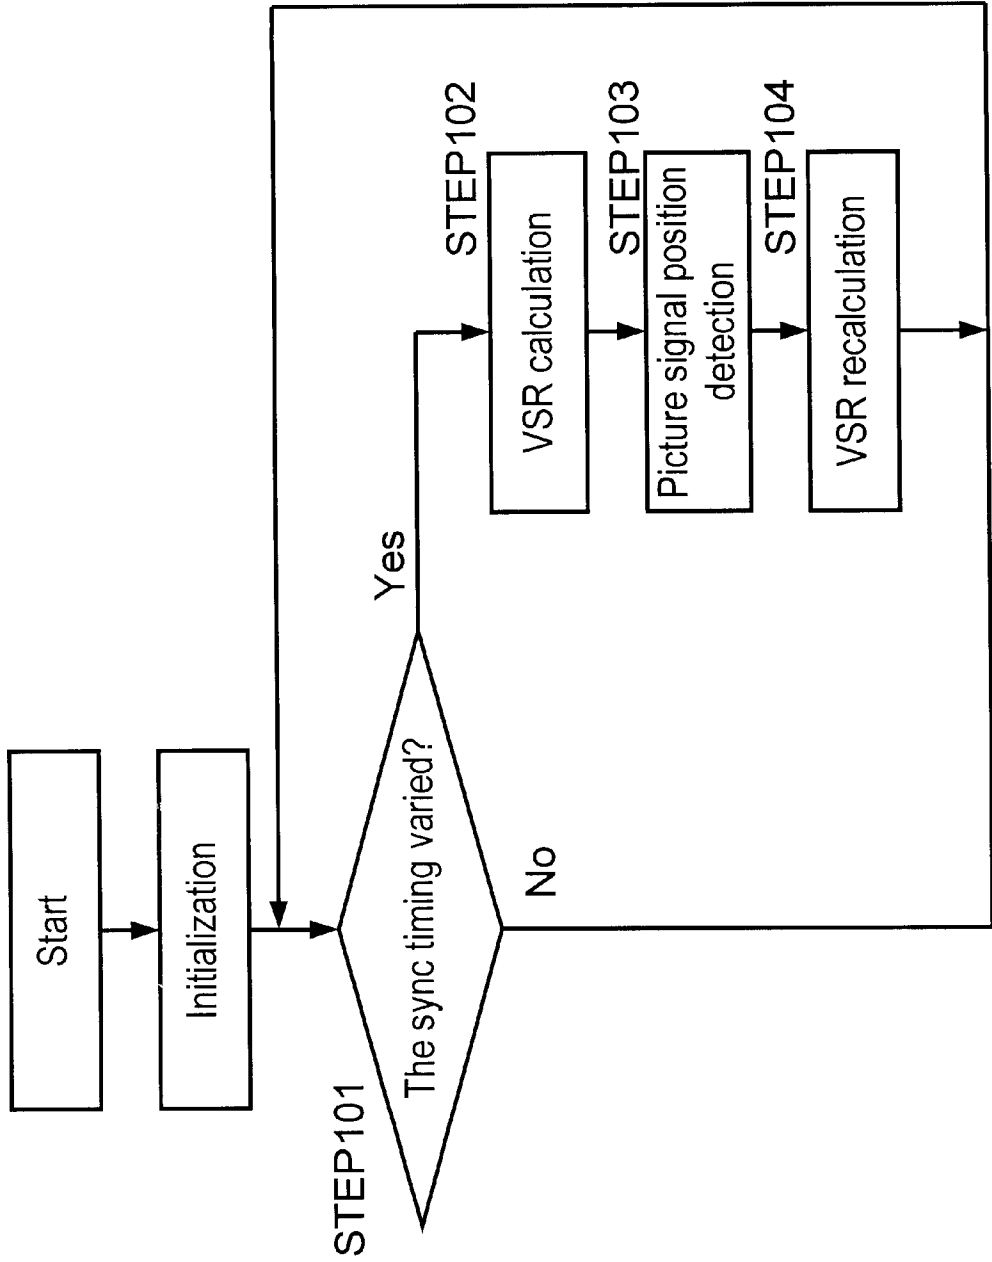 Start
Initialization
STEP101
The sync timing varied?
Yes
No
STEP102
VSR calculation
STEP103
Picture signal position
detection
STEP104
VSR recalculation